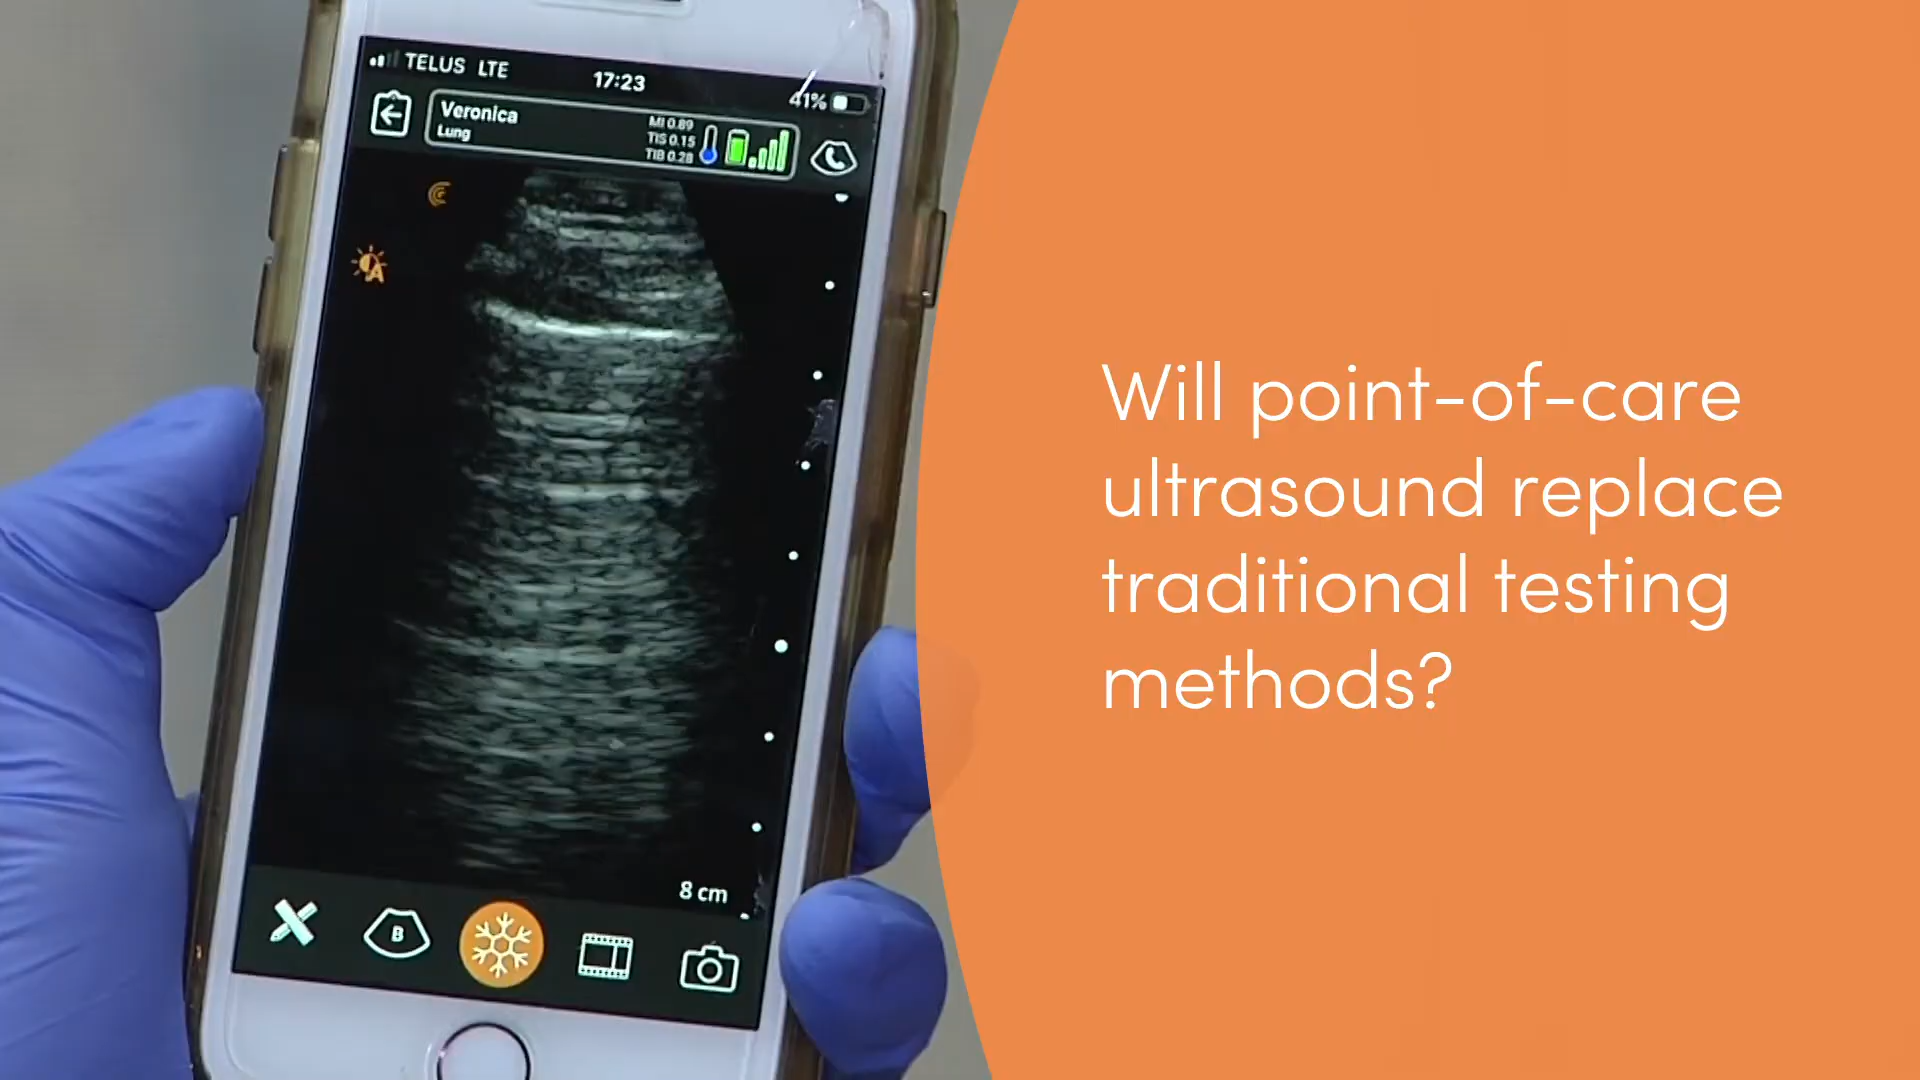 TELUS LTE 17:23 41%
Veronica
Lung
MI 0.89
TIS 0.15
TIB 0.28
A
8 cm
B
Will point-of-care
ultrasound replace
traditional testing
methods?